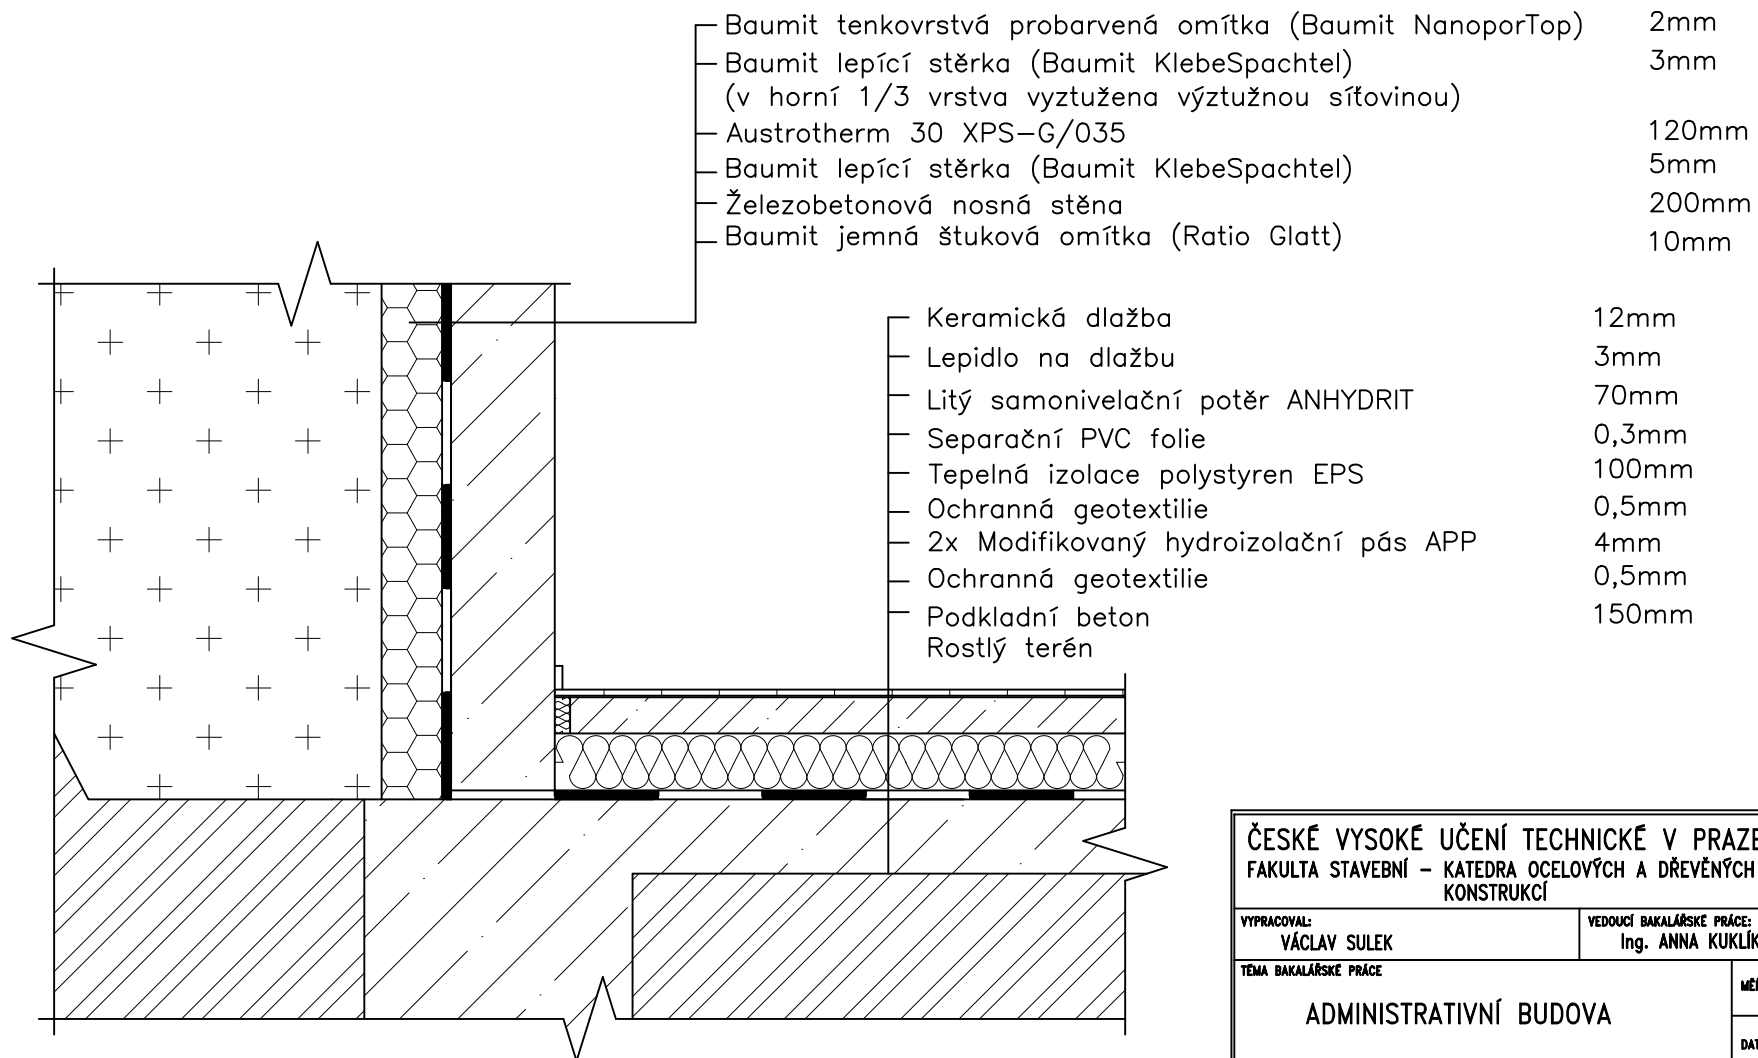 Baumit tenkovrstvá probarvená omítka (Baumit NanoporTop) 2mm
Baumit lepící stěrka (Baumit KlebeSpachtel) 3mm
(v horní 1/3 vrstva vyztužena výztužnou síťovinou)
Austrotherm 30 XPS-G/035 120mm
Baumit lepící stěrka (Baumit KlebeSpachtel) 5mm
Železobetonová nosná stěna 200mm
Baumit jemná štuková omítka (Ratio Glatt) 10mm
Keramická dlažba 12mm
Lepidlo na dlažbu 3mm
Litý samonivelační potěr ANHYDRIT 70mm
Separační PVC folie 0,3mm
Tepelná izolace polystyren EPS 100mm
Ochranná geotextilie 0,5mm
2x Modifikovaný hydroizolační pás APP 4mm
Ochranná geotextilie 0,5mm
Podkladní beton 150mm
Rostlý terén
ČESKÉ VYSOKÉ UČENÍ TECHNICKÉ V PRAZE
FAKULTA STAVEBNÍ – KATEDRA OCELOVÝCH A DŘEVĚNÝCH
KONSTRUKCÍ
VYPRACOVAL:
VÁCLAV SULEK
VEDOUCÍ BAKALÁŘSKÉ PRÁCE:
Ing. ANNA
TÉMA BAKALÁŘSKÉ PRÁCE
ADMINISTRATIVNÍ BUDOVA